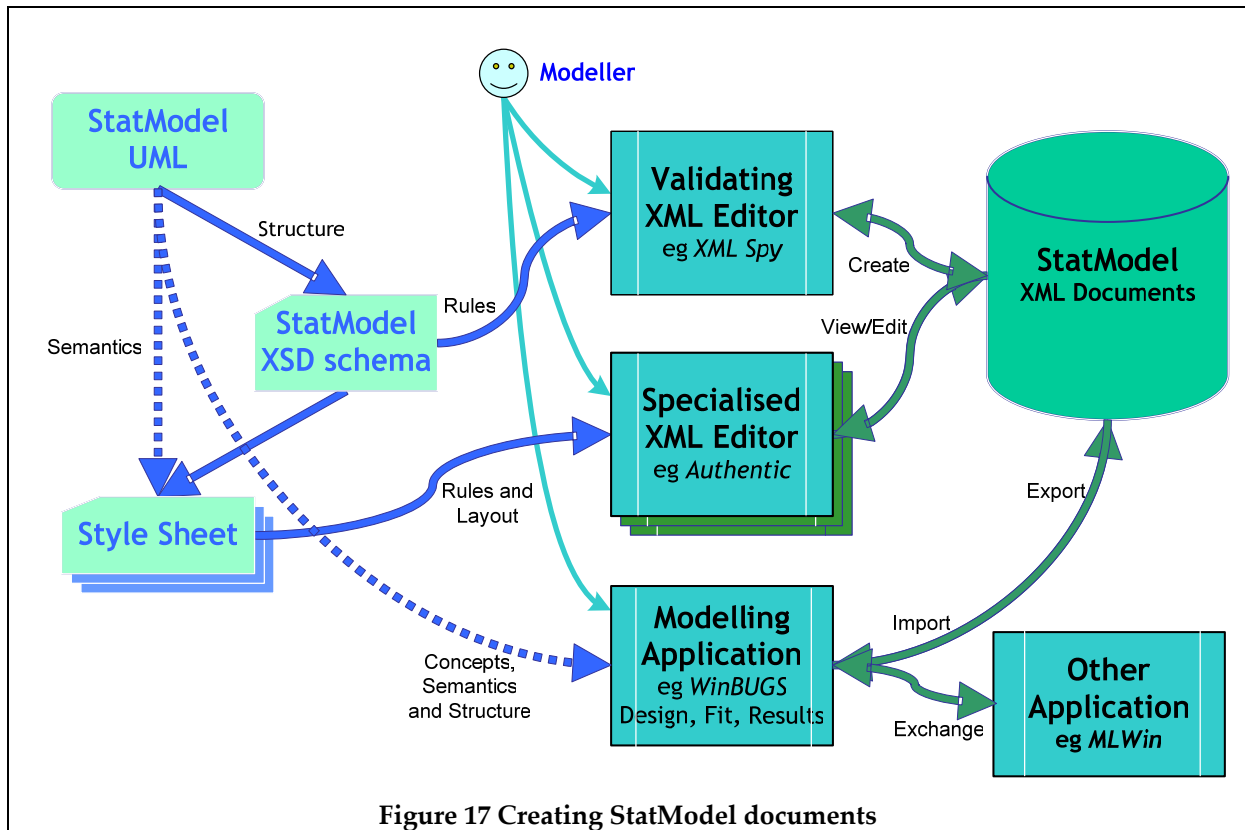 Modeller
StatModel
UML
Structure
Semantics
StatModel
XSD schema
Rules
Style Sheet
Rules and
Layout
Concepts,
Semantics
and Structure
Validating
XML Editor
eg XML Spy
Specialised
XML Editor
eg Authentic
Modelling
Application
eg WinBUGS
Design, Fit, Results
Create
View/Edit
StatModel
XML Documents
Export
Import
Exchange
Other
Application
eg MLWin
Figure 17 Creating StatModel documents